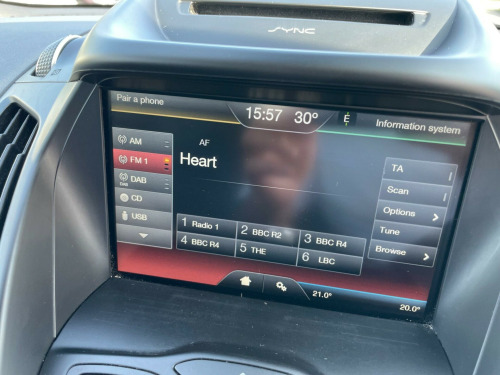 SYNC
Pair a phone
15:57 30° E
Information system
AM
AF
FM 1
Heart
TA
DAB
Scan
CD
Options
USB
Tune
Browse
1 Radio 1
2 BBC R2
3 BBC R4
4 BBC R4
5 THE
6 LBC
21.0°
20.0°